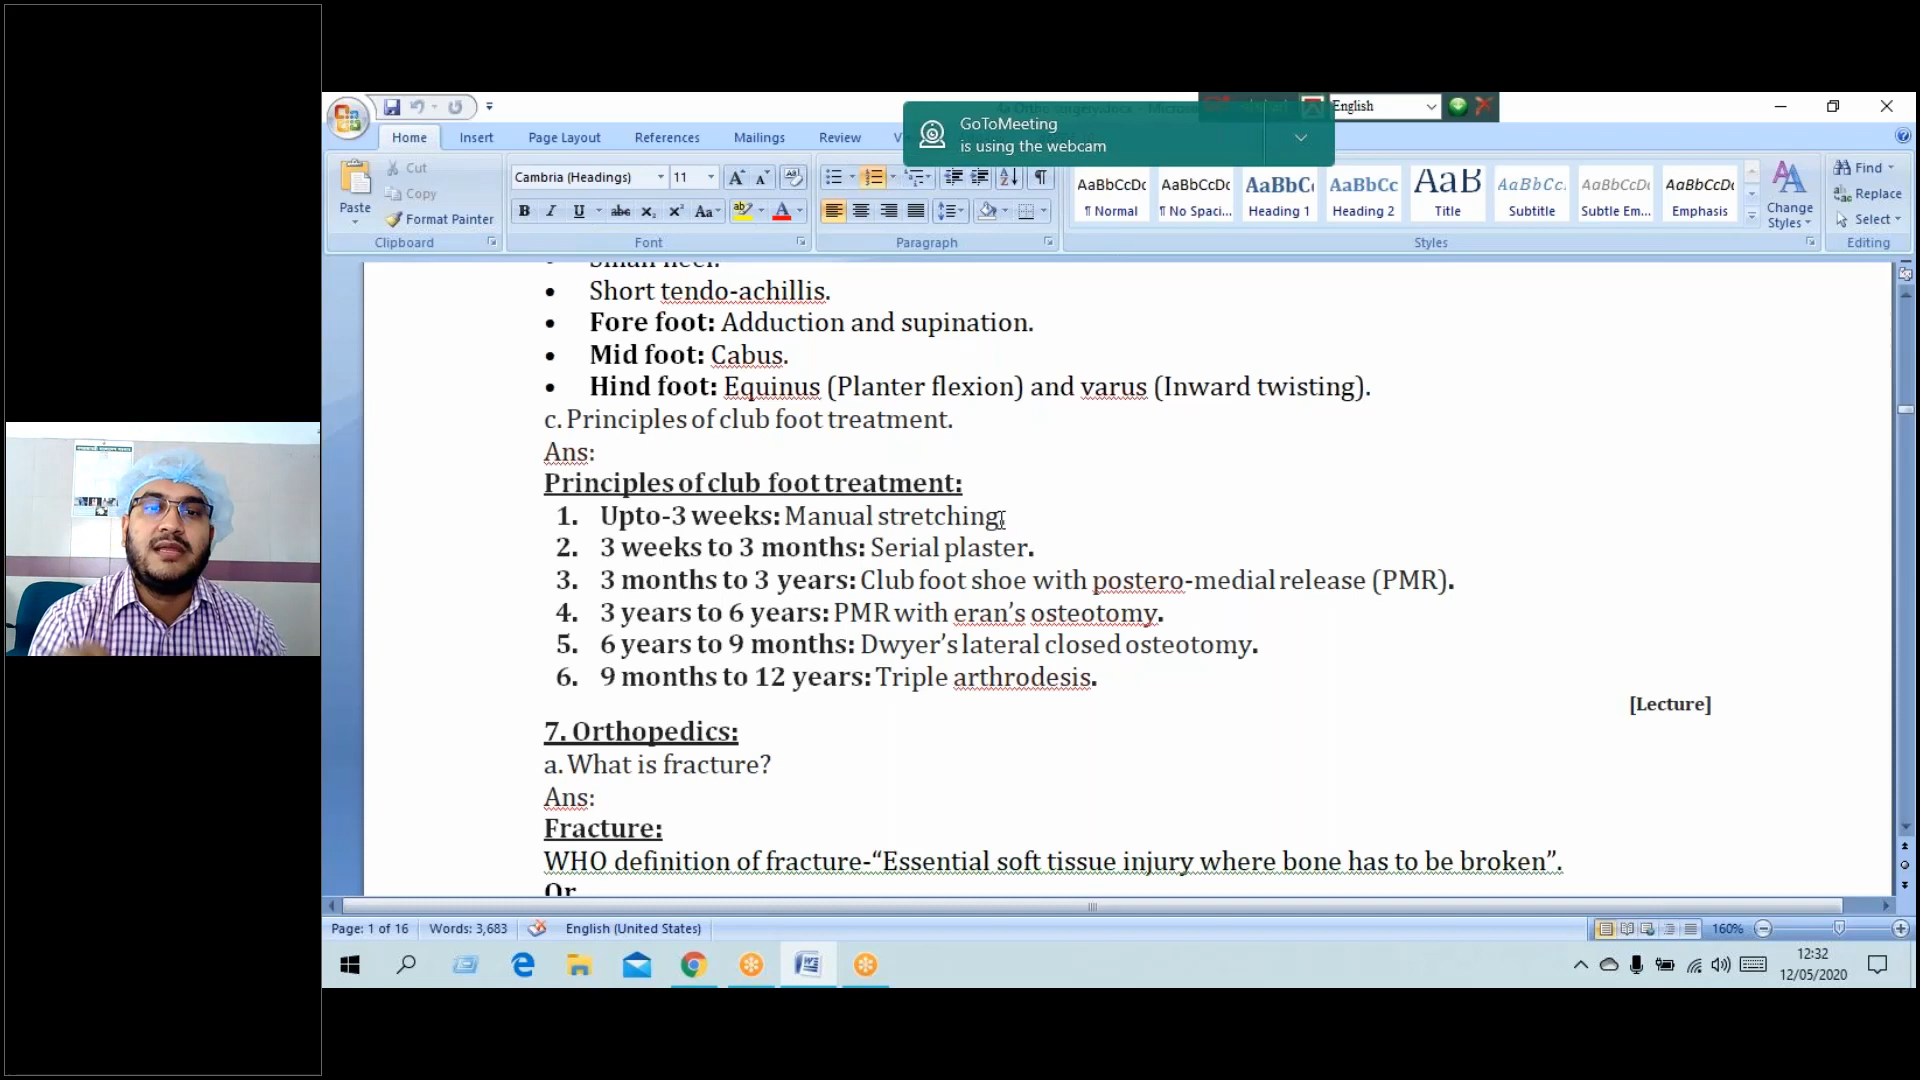 GoToMeeting
is using the webcam
English
Home Insert Page Layout References Mailings Review
Paste
Cut
Copy
Format Painter
Clipboard
Cambria (Headings) 11
Font
Paragraph
AaBbCcDc AaBbCcDc AaBbC AaBbCc AaB AaBbCc. AaBbCcDi AaBbCcDc
¶ Normal ¶ No Spaci... Heading 1 Heading 2 Title Subtitle Subtle Em... Emphasis
Change Styles
Styles
Find
Replace
Select
Editing
Short tendo-achillis.
Fore foot: Adduction and supination.
Mid foot: Cabus.
Hind foot: Equinus (Planter flexion) and varus (Inward twisting).
c. Principles of club foot treatment.
Ans:
Principles of club foot treatment:
1. Upto-3 weeks: Manual stretching.
2. 3 weeks to 3 months: Serial plaster.
3. 3 months to 3 years: Club foot shoe with postero-medial release (PMR).
4. 3 years to 6 years: PMR with eran's osteotomy.
5. 6 years to 9 months: Dwyer's lateral closed osteotomy.
6. 9 months to 12 years: Triple arthrodesis.
[Lecture]
7. Orthopedics:
a. What is fracture?
Ans:
Fracture:
WHO definition of fracture-“Essential soft tissue injury where bone has to be broken”.
Or
Page: 1 of 16 Words: 3,683 English (United States) 160%
12:32
12/05/2020